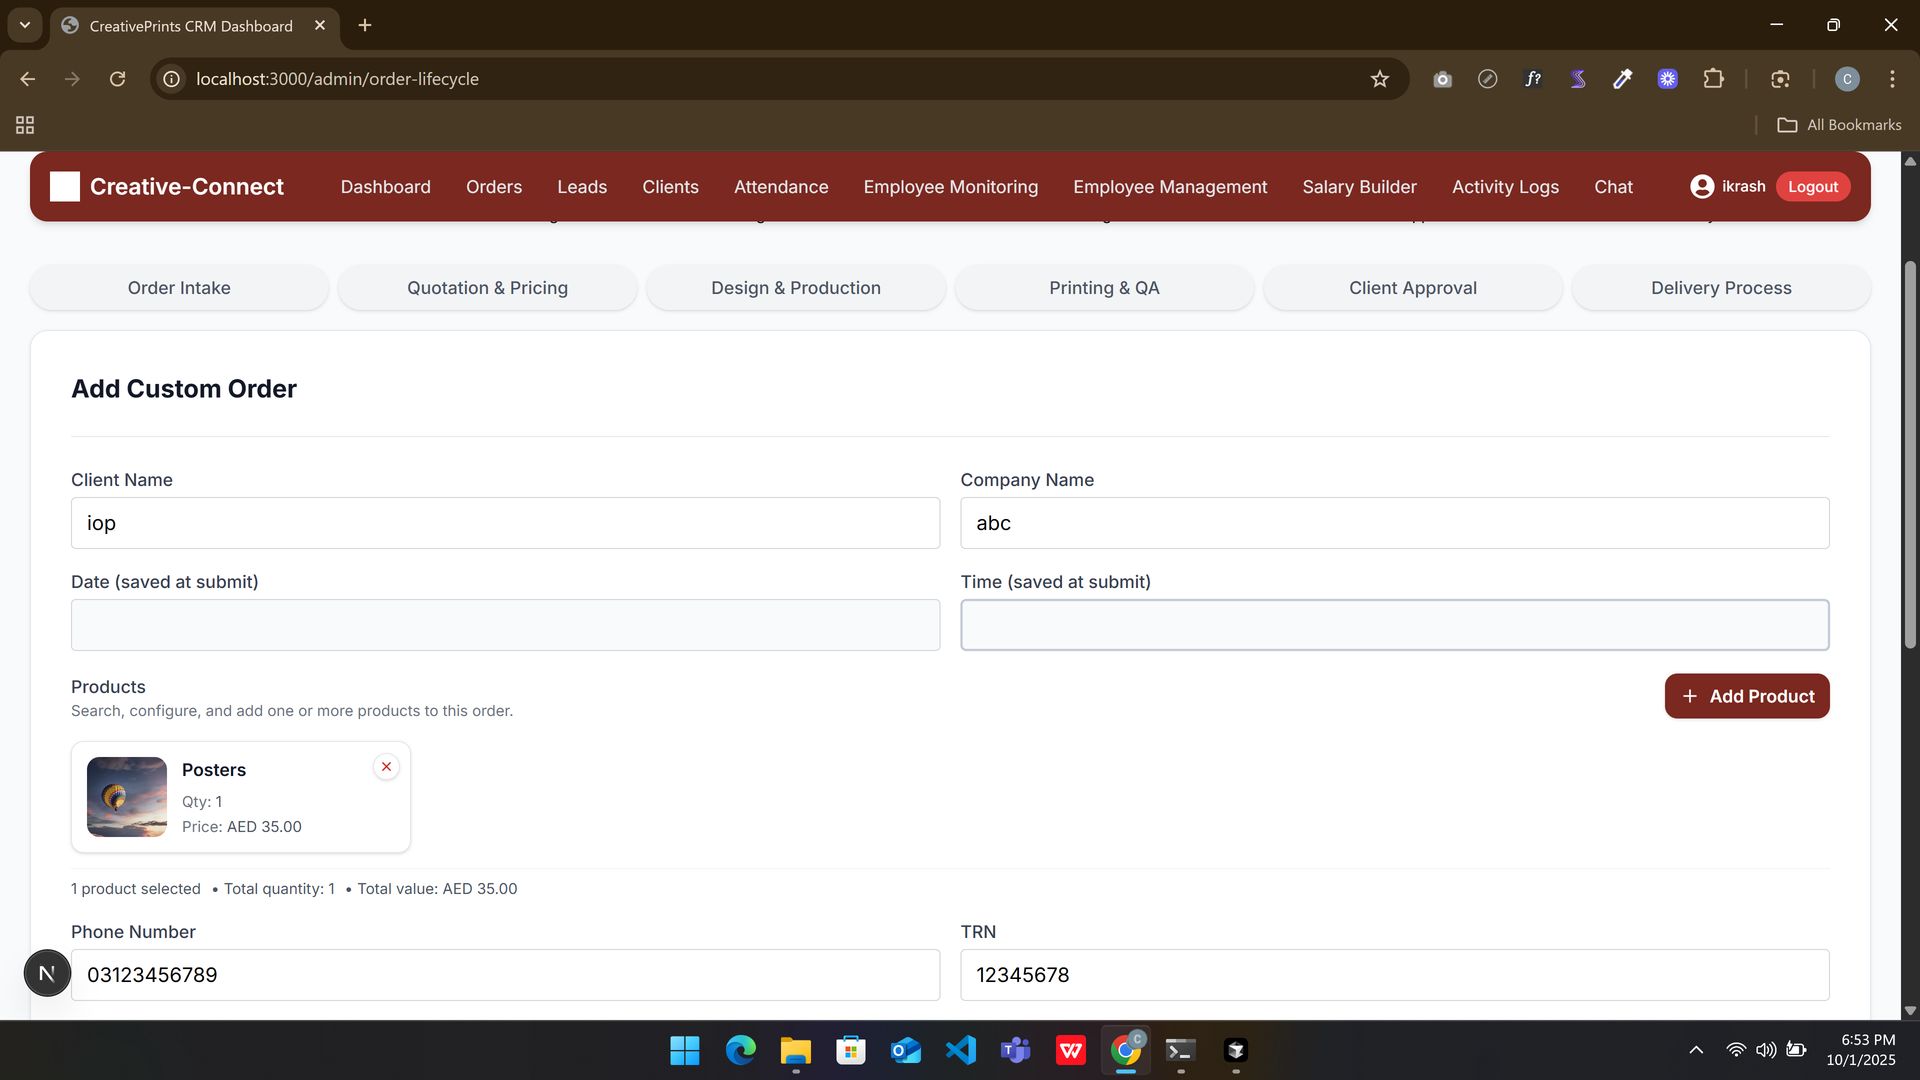 CreativePrints CRM Dashboard
localhost:3000/admin/order-lifecycle
f?
C
All Bookmarks
Creative-Connect
Dashboard
Orders
Leads
Clients
Attendance
Employee Monitoring
Employee Management
Salary Builder
Activity Logs
Chat
ikrash
Logout
Order Intake
Quotation & Pricing
Design & Production
Printing & QA
Client Approval
Delivery Process
Add Custom Order
Client Name
Company Name
iop
abc
Date (saved at submit)
Time (saved at submit)
Products
Search, configure, and add one or more products to this order.
+ Add Product
Posters
Qty: 1
Price: AED 35.00
1 product selected • Total quantity: 1 • Total value: AED 35.00
Phone Number
TRN
N
03123456789
12345678
6:53 PM
10/1/2025